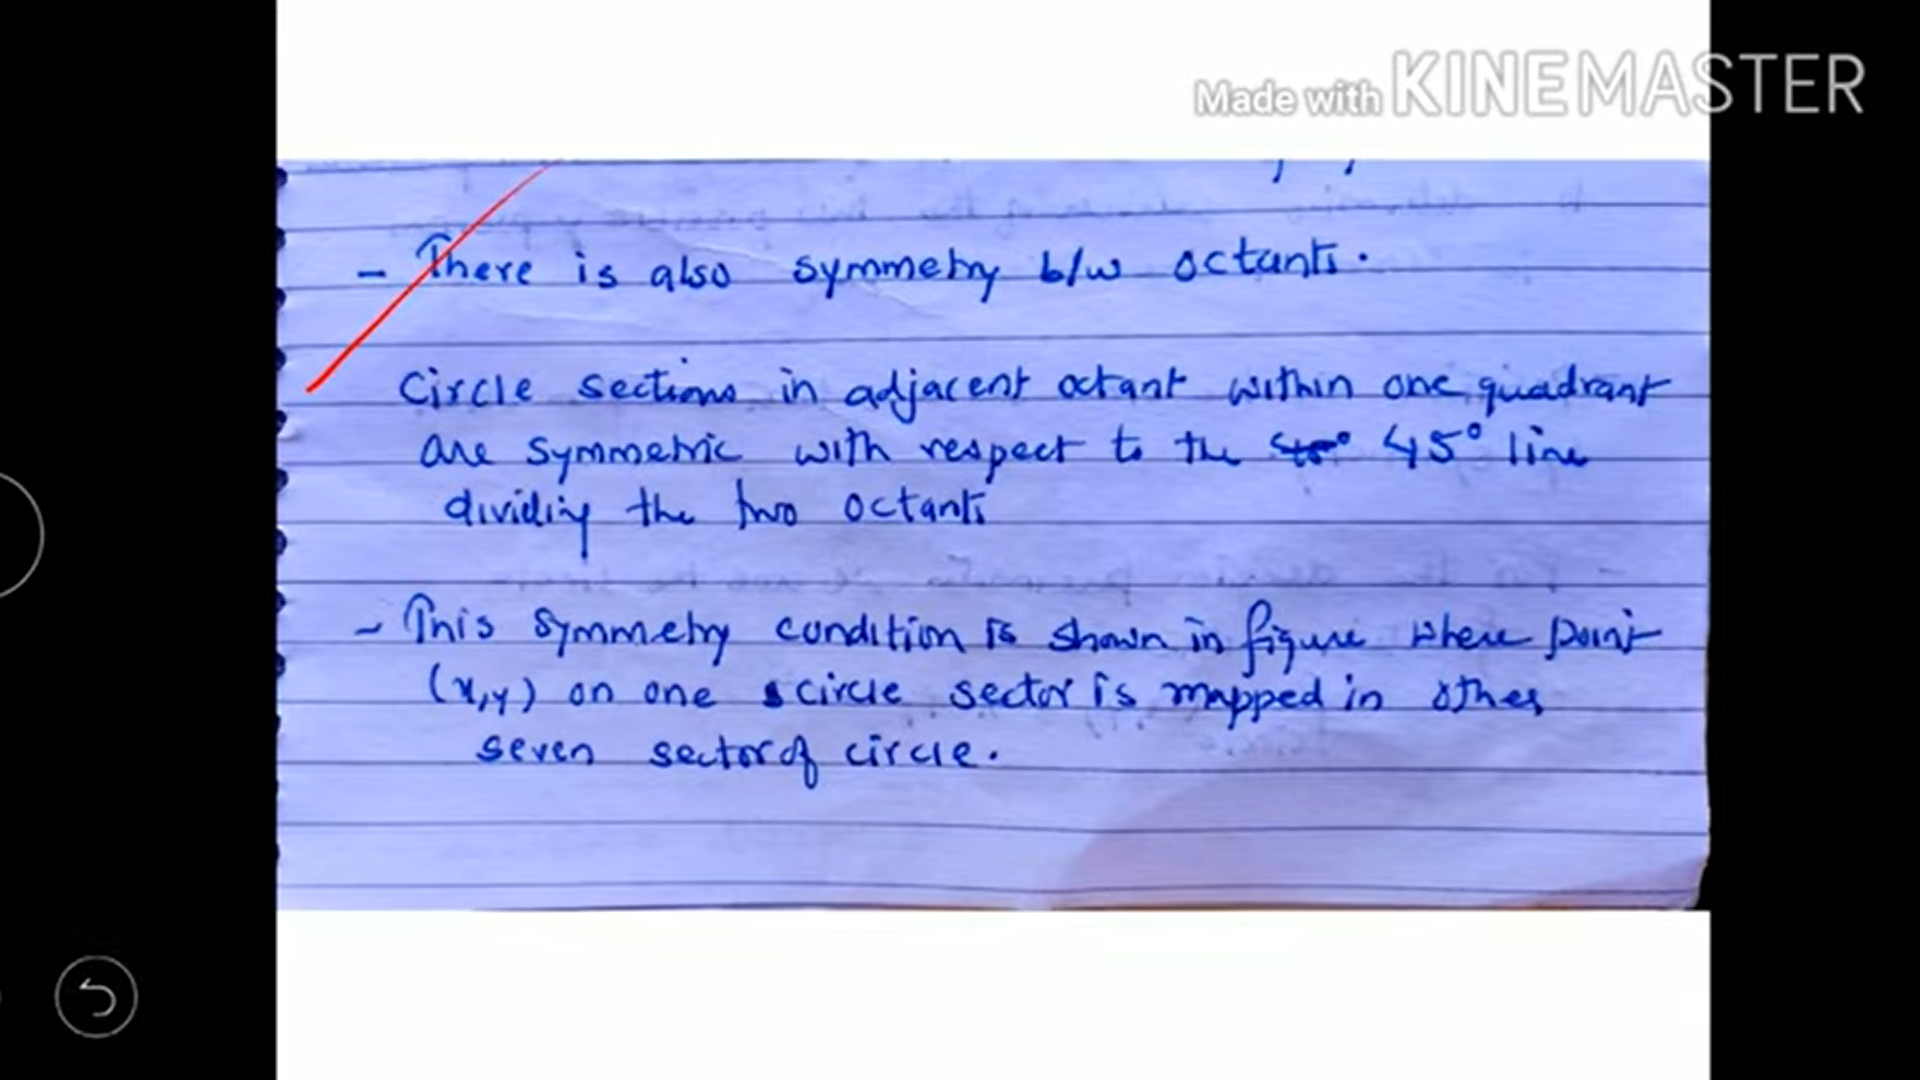 Made with KINEMASTER
- There is also symmetry b/w octants.
Circle sections in adjacent octant within one quadrant
are symmetric with respect to the 45° line
dividing the two octants
- This symmetry condition is shown in figure where point
(x,y) on one circle sector is mapped in other
seven sector of circle.